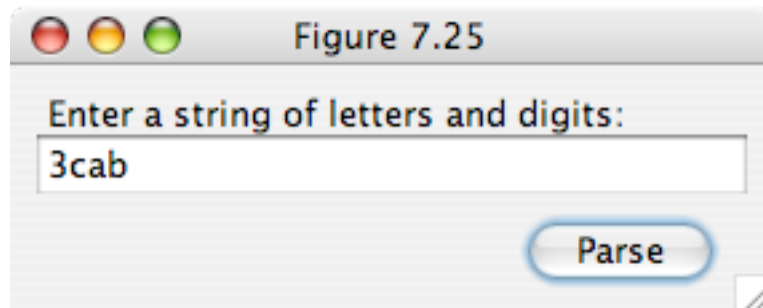 Figure 7.25
Enter a string of letters and digits:
3cab
Parse